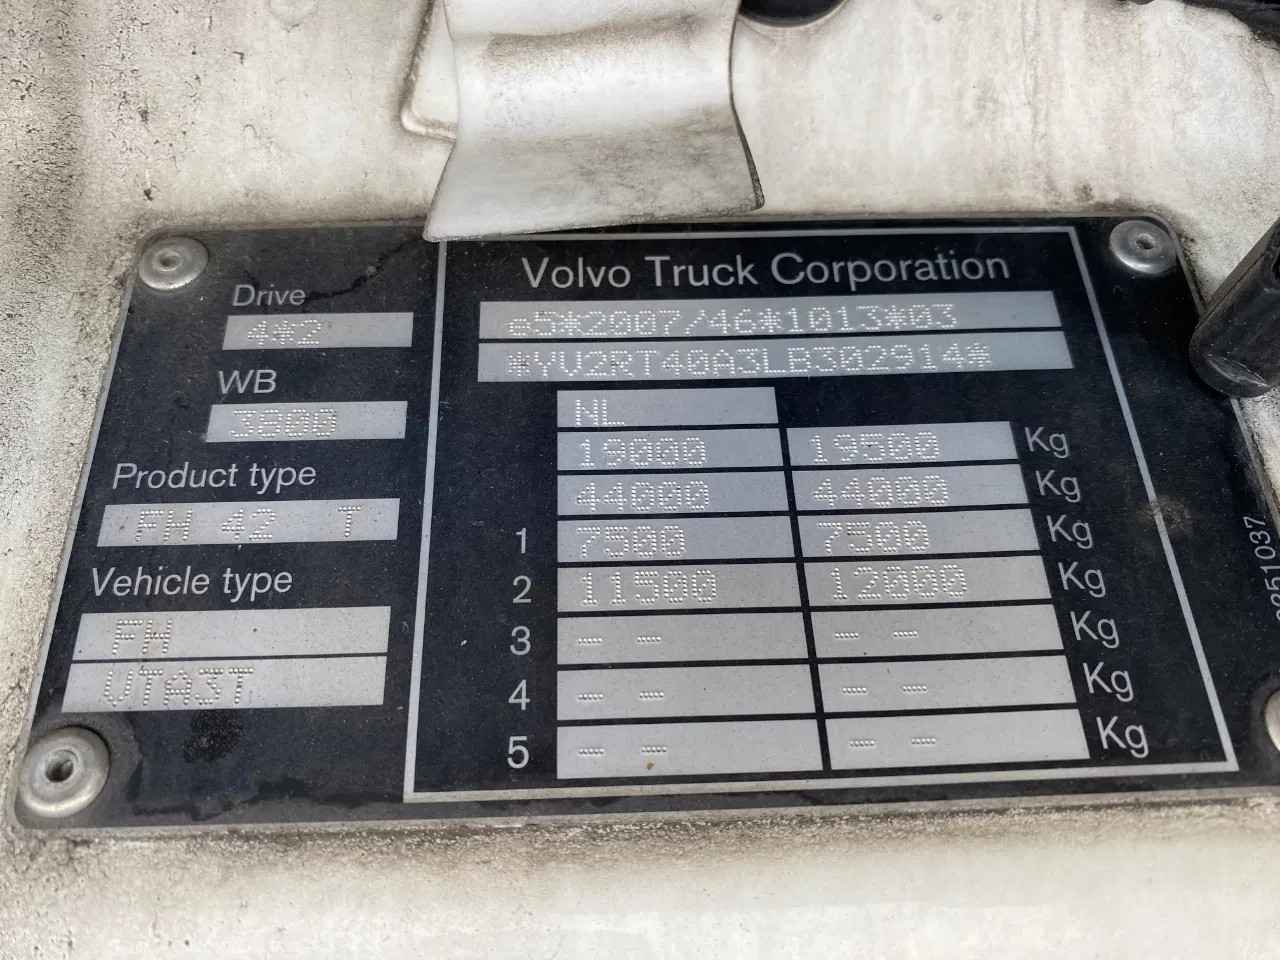 Volvo Truck Corporation
Drive
4*2
WB
3800
Product type
FH 42 T
Vehicle type
FH
VTA3T
e5*2007/46*1013*03
*YV2RT40A3LB302914*
NL
19000 19500 Kg
44000 44000 Kg
1 7500 7500 Kg
2 11500 12000 Kg
3 -- -- -- -- Kg
4 -- -- -- -- Kg
5 -- -- -- -- Kg